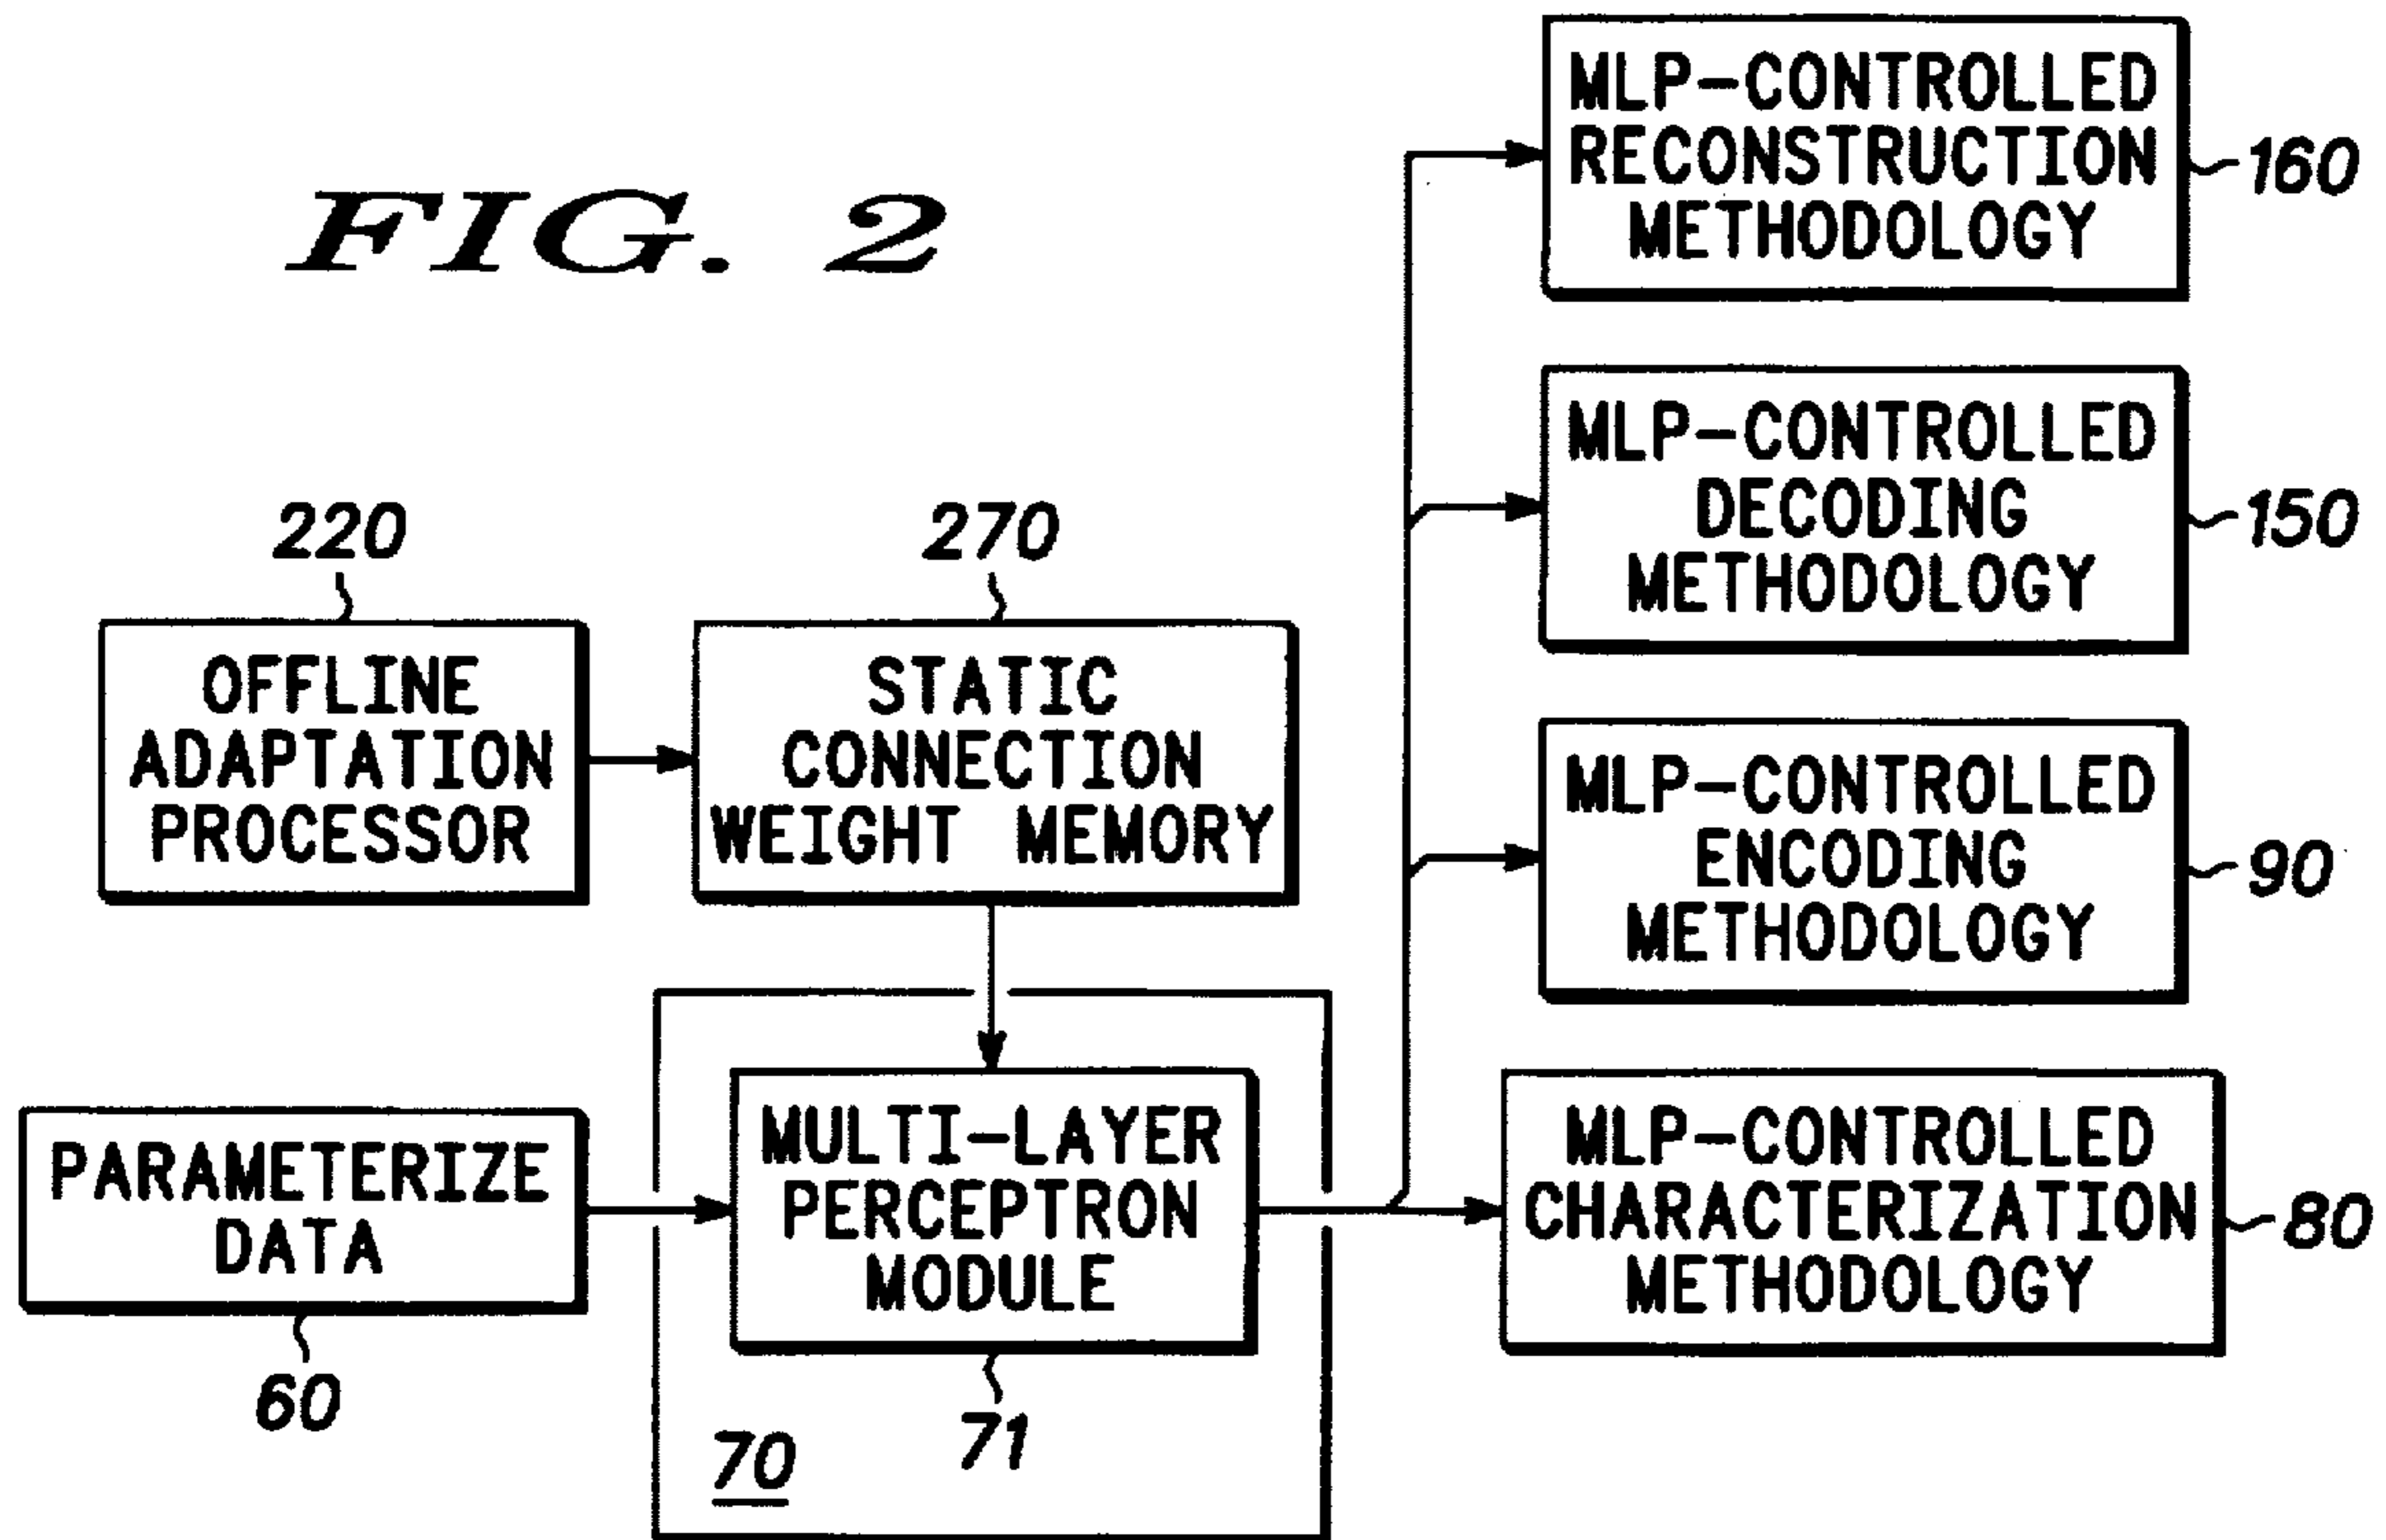 FIG. 2
MLP-CONTROLLED
RECONSTRUCTION
METHODOLOGY
160
MLP-CONTROLLED
DECODING
METHODOLOGY
150
220
270
OFFLINE
ADAPTATION
PROCESSOR
STATIC
CONNECTION
WEIGHT MEMORY
MLP-CONTROLLED
ENCODING
METHODOLOGY
90
PARAMETERIZE
DATA
60
MULTI-LAYER
PERCEPTRON
MODULE
71
70
MLP-CONTROLLED
CHARACTERIZATION
METHODOLOGY
80